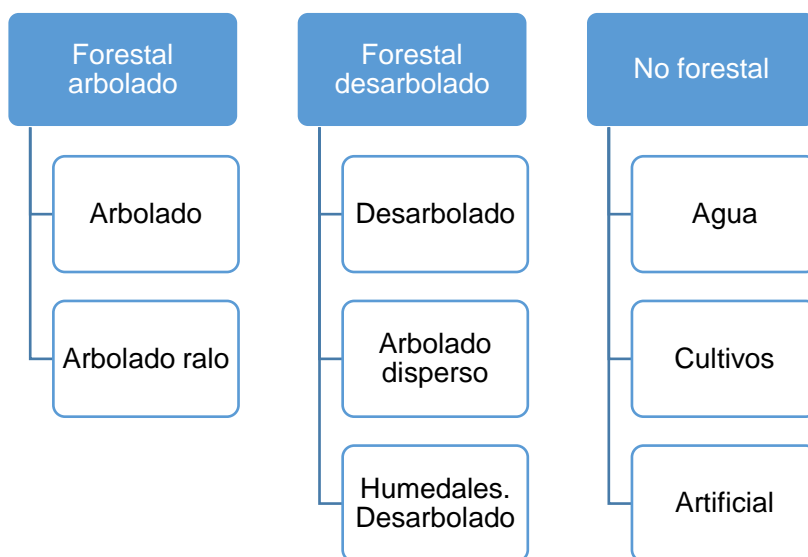 Forestal
arbolado
Arbolado
Arbolado ralo
Forestal
desarbolado
Desarbolado
Arbolado
disperso
Humedales.
Desarbolado
No forestal
Agua
Cultivos
Artificial